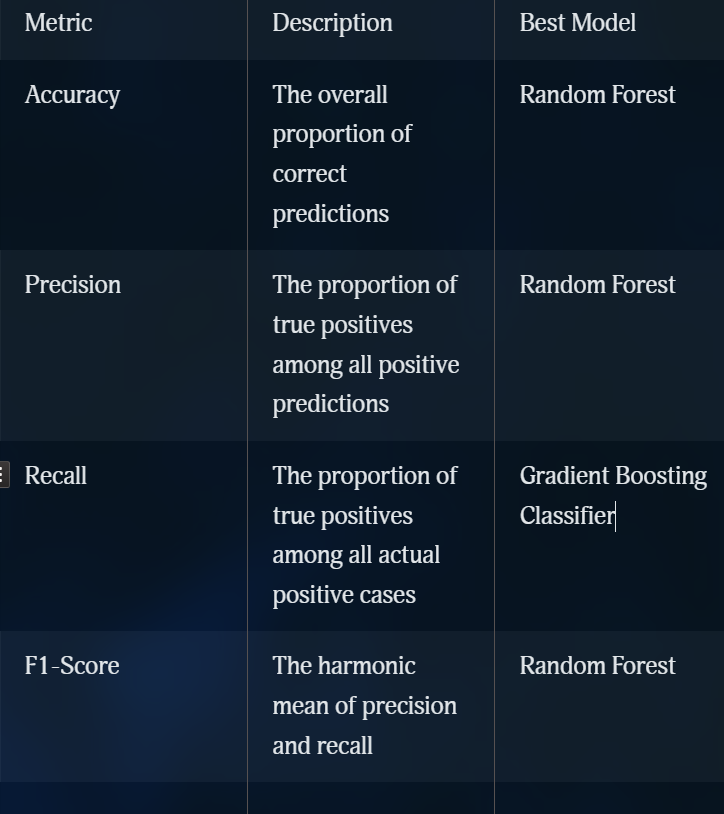 Metric Description Best Model
Accuracy The overall Random Forest
proportion of
correct
predictions
Precision The proportion of Random Forest
true positives
among all positive
predictions
Recall The proportion of Gradient Boosting
true positives Classifier
among all actual
positive cases
F1-Score The harmonic Random Forest
mean of precision
and recall